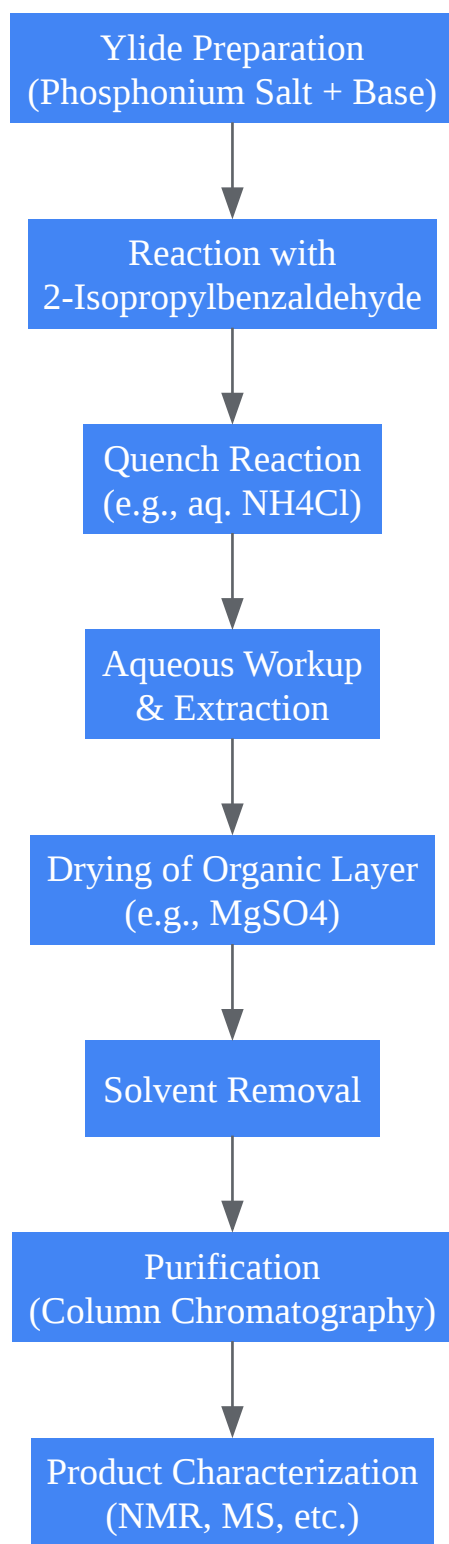 Ylide Preparation
(Phosphonium Salt + Base)
Reaction with
2-Isopropylbenzaldehyde
Quench Reaction
(e.g., aq. NH4Cl)
Aqueous Workup
& Extraction
Drying of Organic Layer
(e.g., MgSO4)
Solvent Removal
Purification
(Column Chromatography)
Product Characterization
(NMR, MS, etc.)